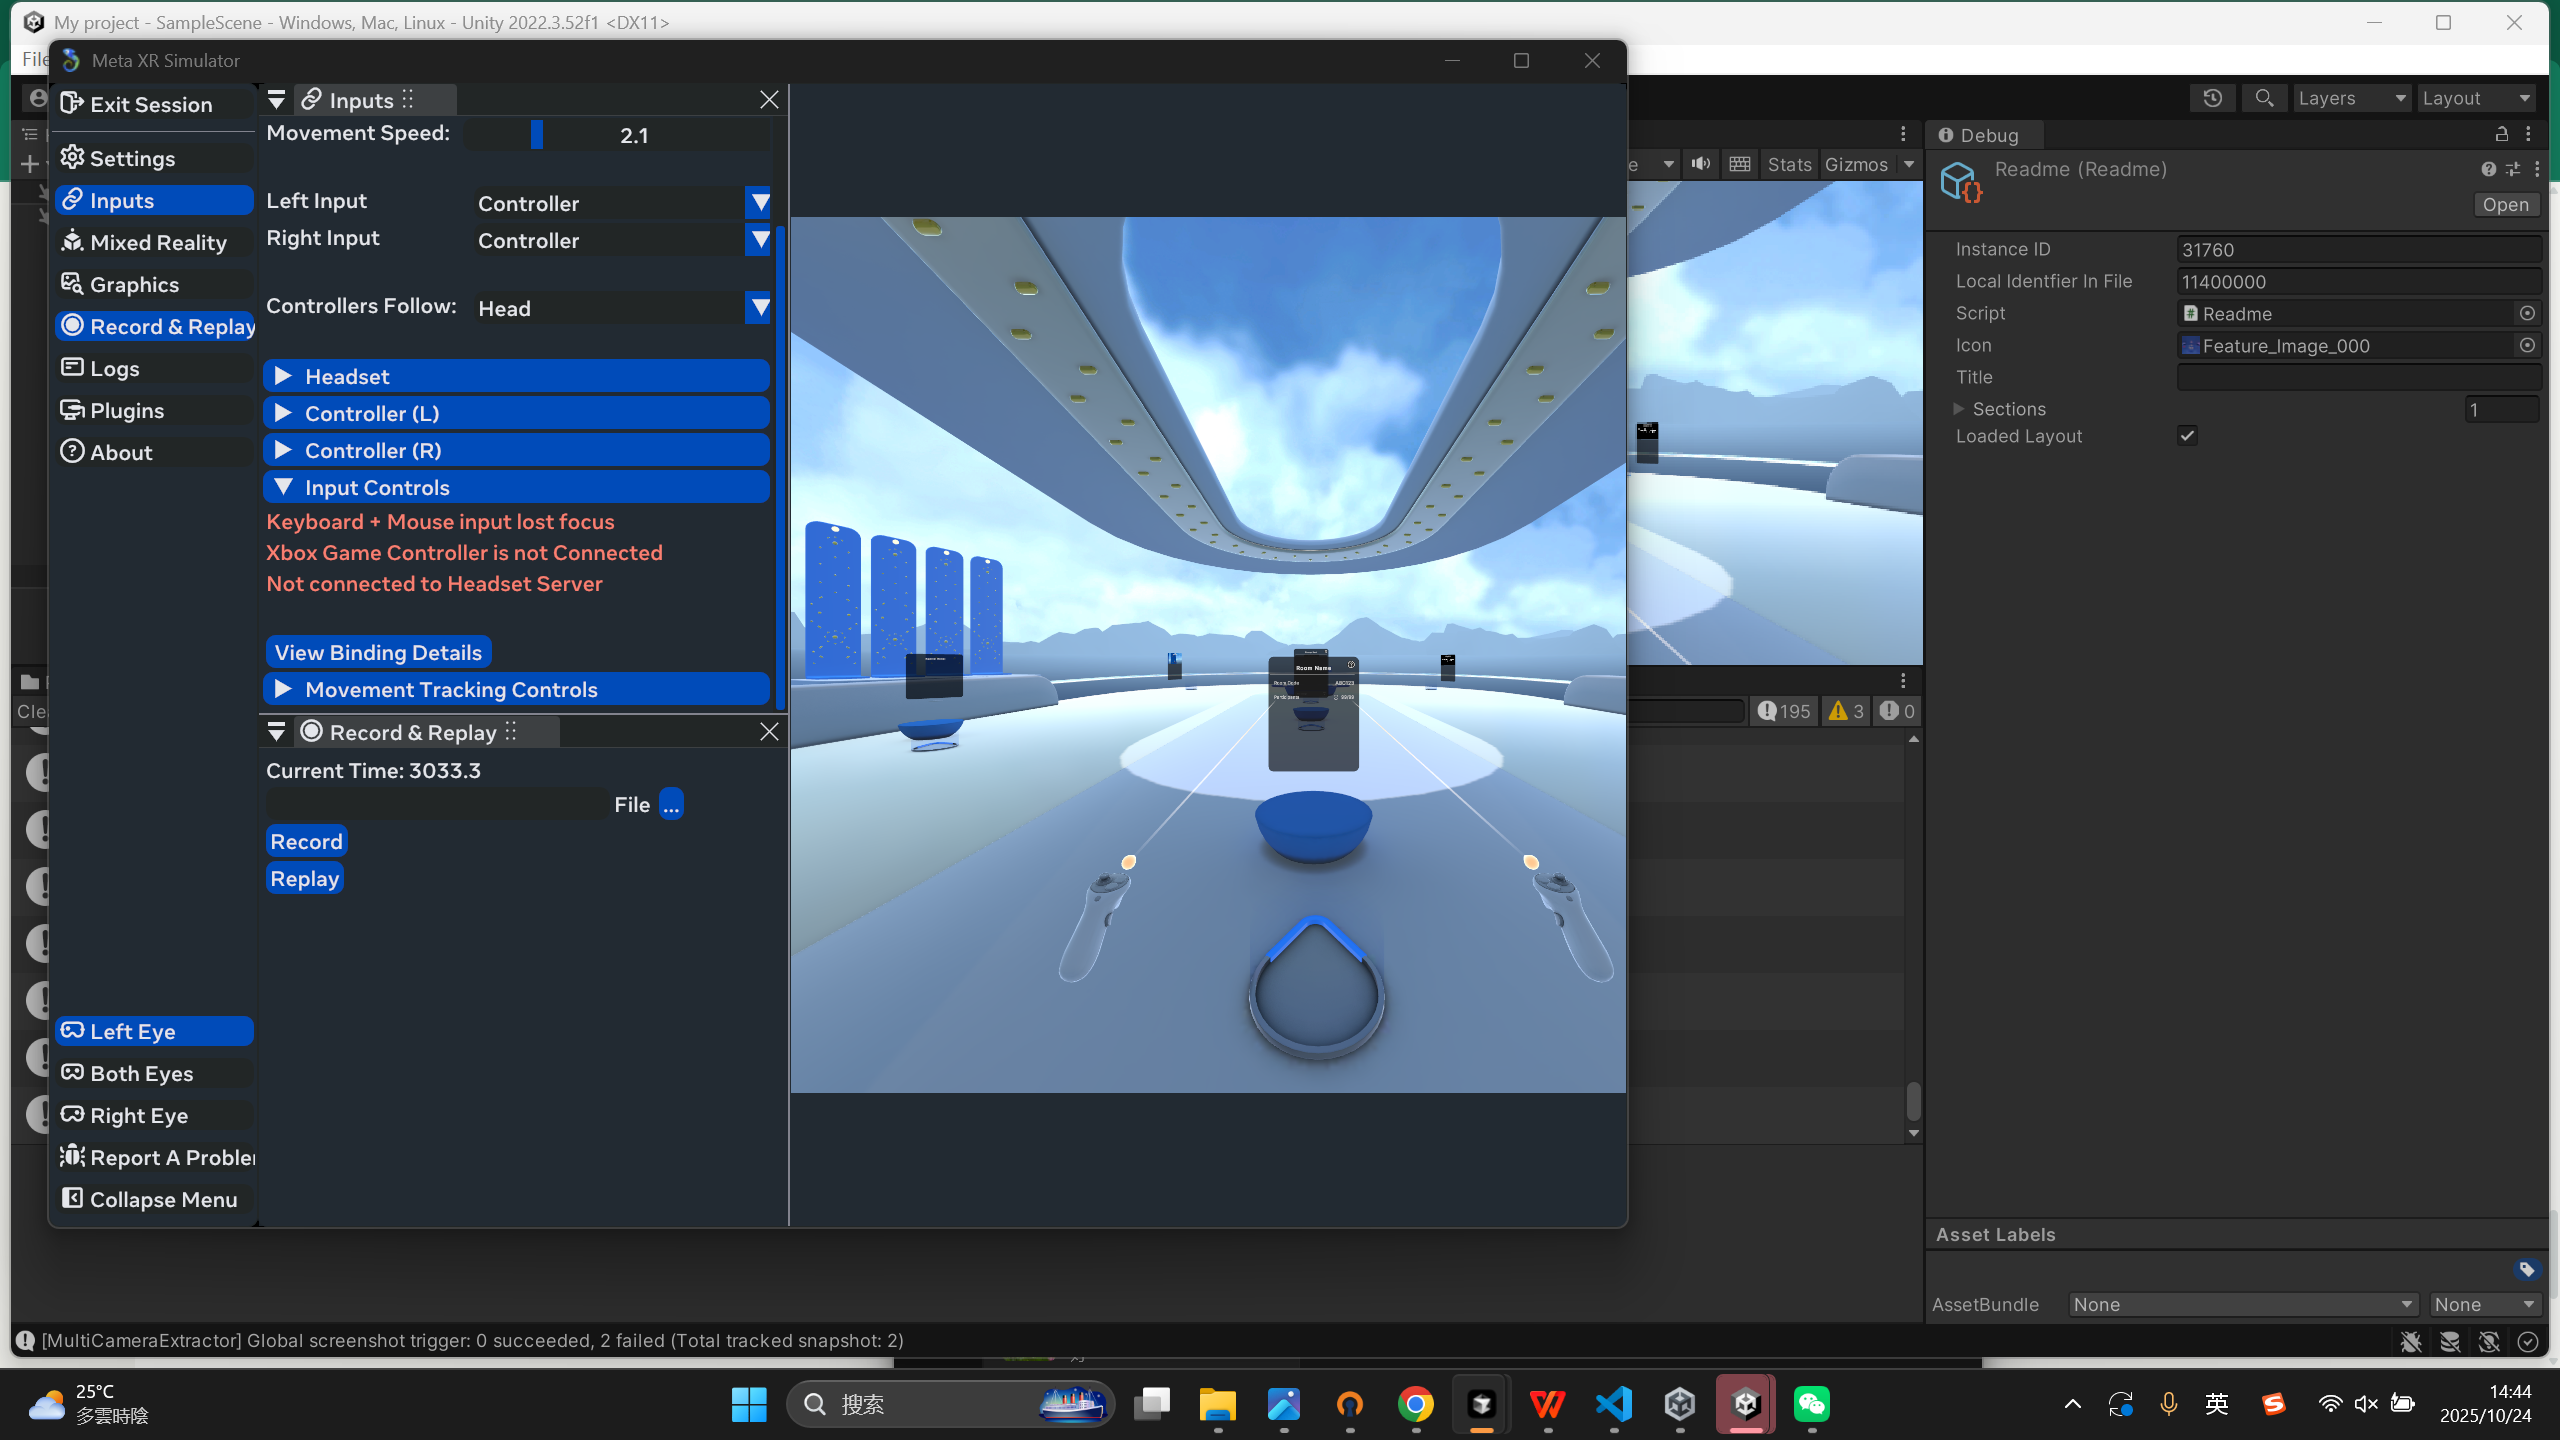 My project - SampleScene - Windows, Mac, Linux - Unity 2022.3.52f1 <DX11>
File
Meta XR Simulator
Exit Session
Settings
Inputs
Mixed Reality
Graphics
Record & Replay
Logs
Plugins
About
Left Eye
Both Eyes
Right Eye
Report A Proble
Collapse Menu
Inputs
Movement Speed: 2.1
Left Input Controller
Right Input Controller
Controllers Follow: Head
Headset
Controller (L)
Controller (R)
Input Controls
Keyboard + Mouse input lost focus
Xbox Game Controller is not Connected
Not connected to Headset Server
View Binding Details
Movement Tracking Controls
Record & Replay
Current Time: 3033.3
File ...
Record
Replay
Room Name
Room Code ABC123
Participants
Layers Layout
Stats Gizmos
195 3 0
Debug
Readme (Readme)
Open
Instance ID 31760
Local Identfier In File 11400000
Script Readme
Icon Feature_Image_000
Title
Sections 1
Loaded Layout
Asset Labels
AssetBundle None None
[MultiCameraExtractor] Global screenshot trigger: 0 succeeded, 2 failed (Total tracked snapshot: 2)
25°C
多雲時陰
搜索
英
14:44
2025/10/24